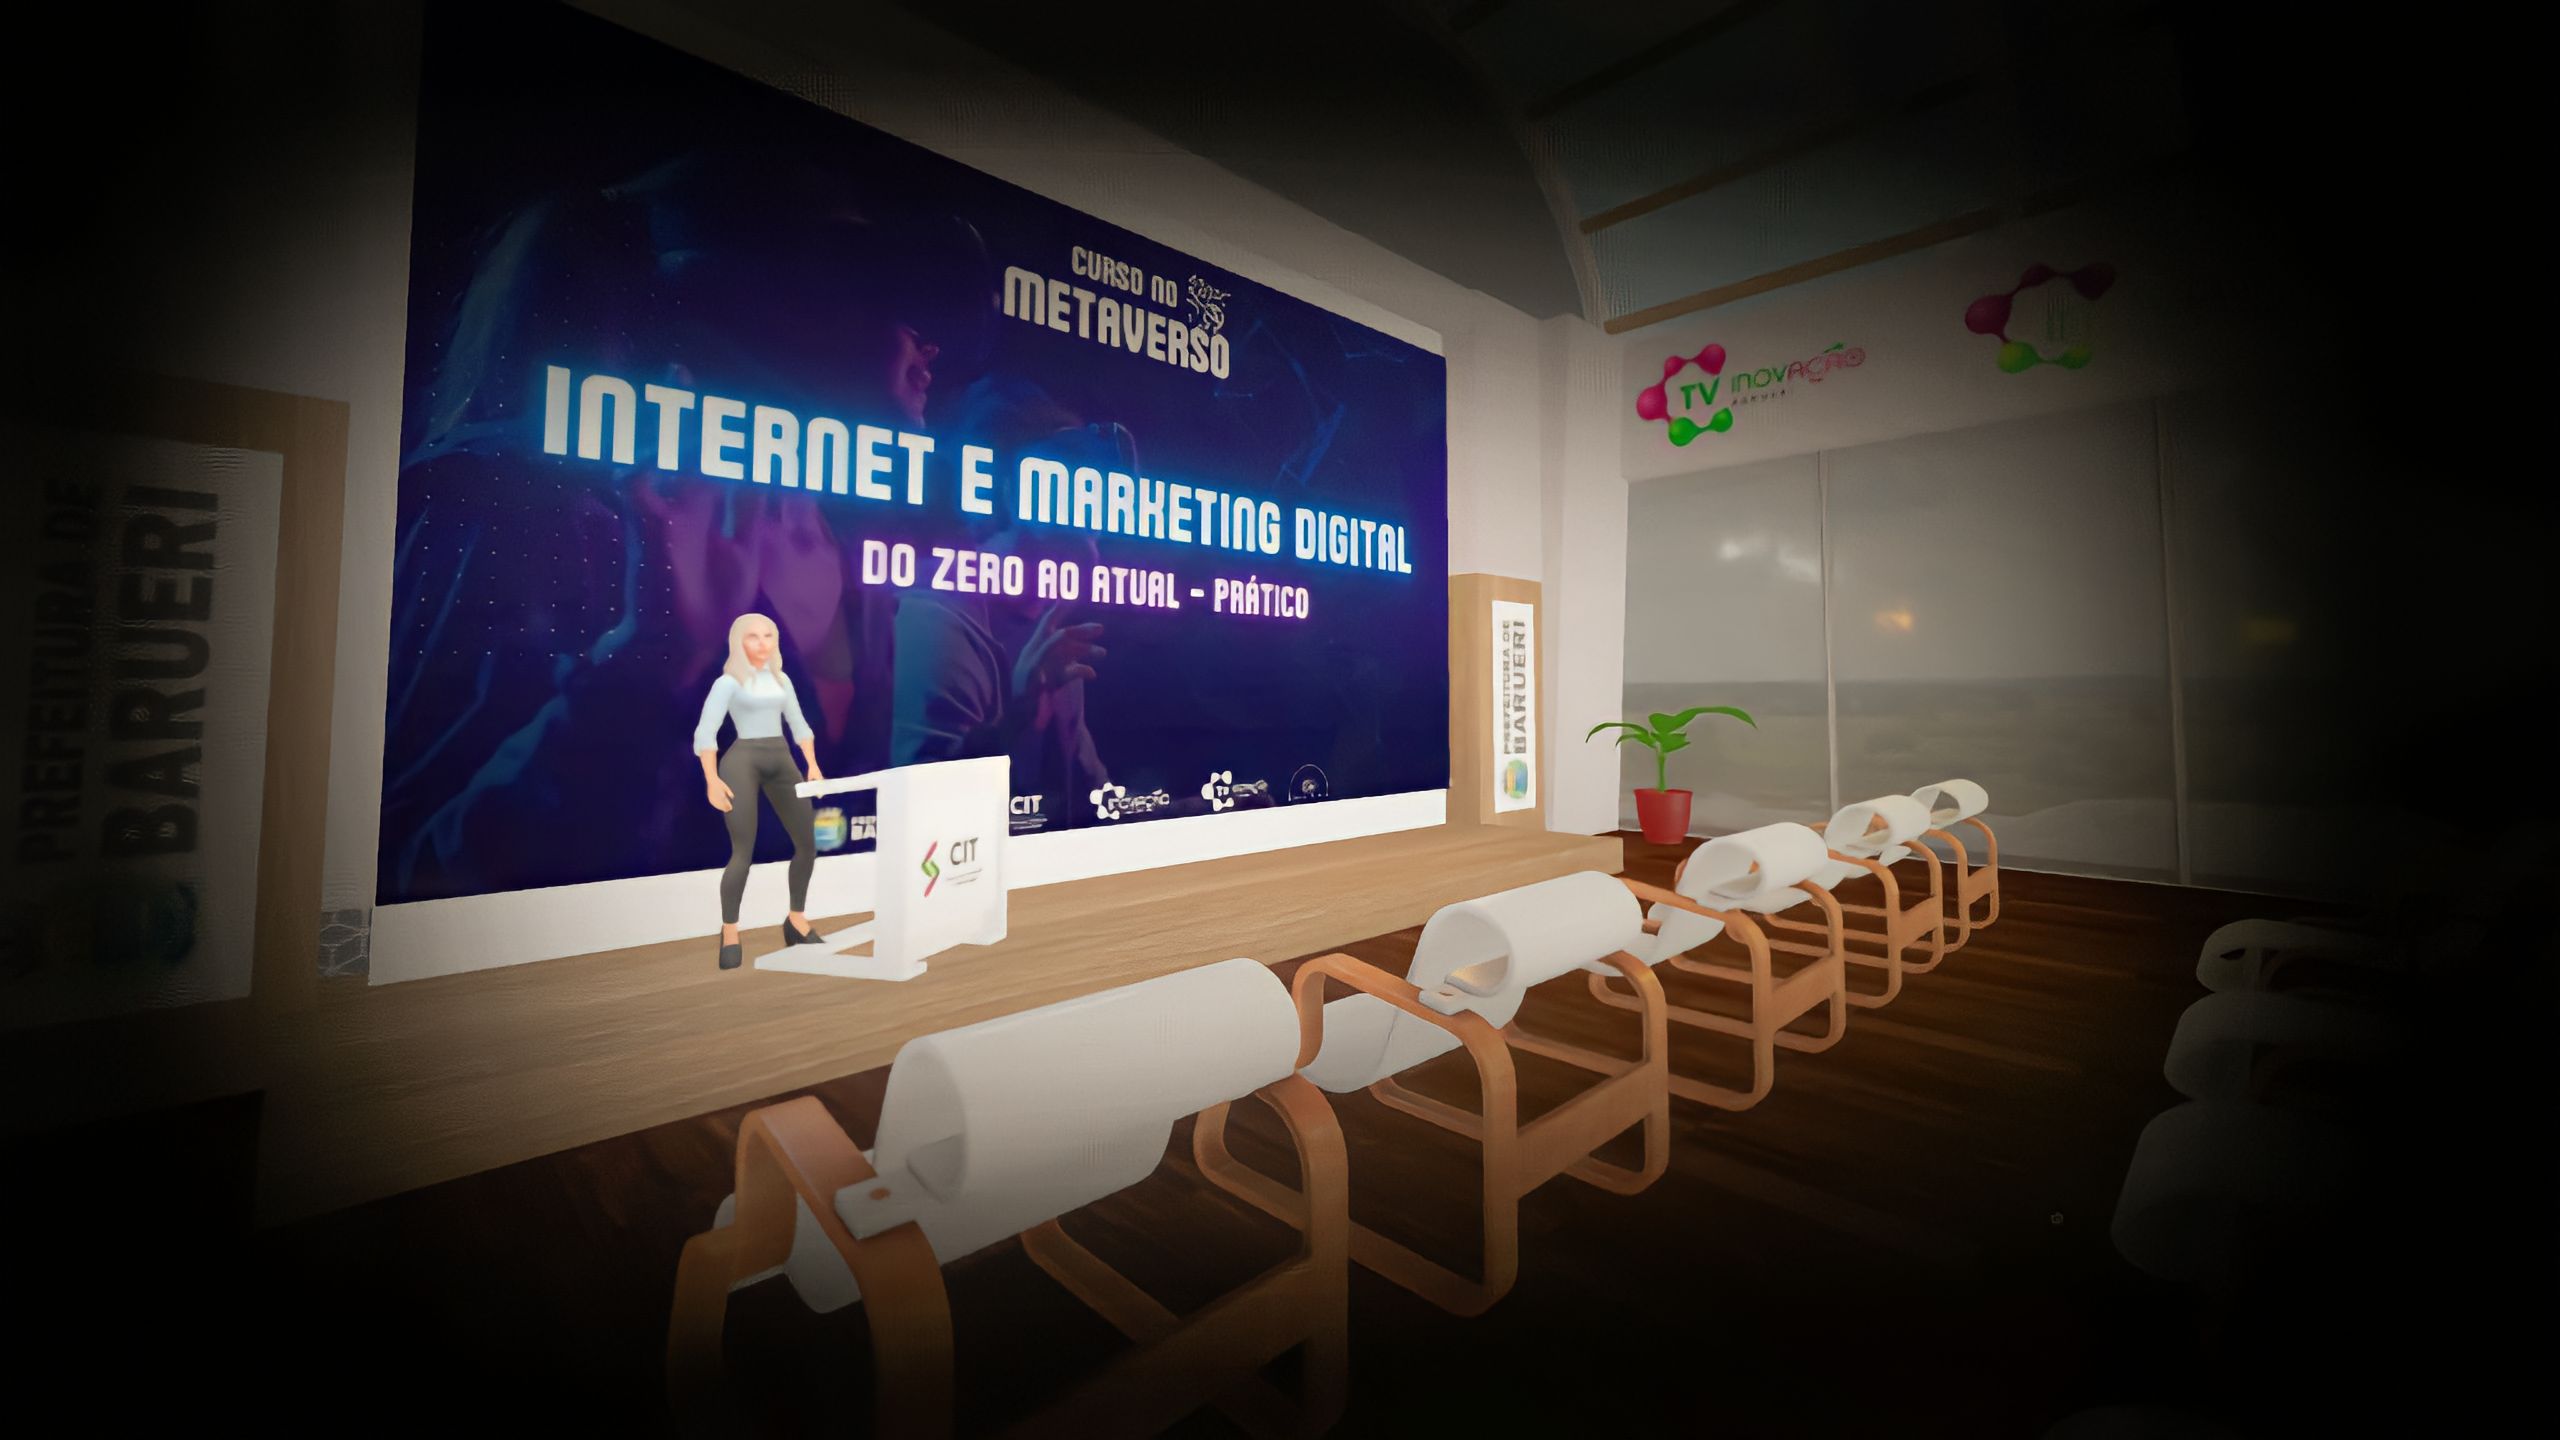 CURSO NO
METAVERSO
INTERNET E MARKETING DIGITAL
DO ZERO AO ATUAL - PRÁTICO
TV INOVAÇÃO
BARUERI
PREFEITURA DE
BARUERI
PREFEITURA DE
BARUERI
CIT
CIT